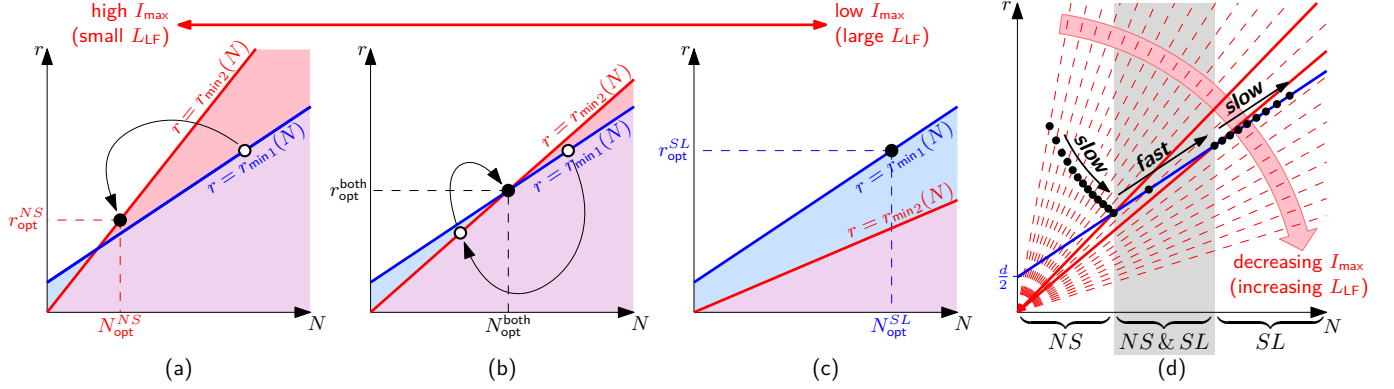 high I_max
(small L_LF)
low I_max
(large L_LF)
r
r = r_min2(N)
r = r_min1(N)
r_opt^NS
N_opt^NS
N
(a)
r
r = r_min2(N)
r = r_min1(N)
r_opt^both
N_opt^both
N
(b)
r
r_opt^SL
r = r_min1(N)
r = r_min2(N)
N_opt^SL
N
(c)
r
slow
fast
slow
d/2
decreasing I_max
(increasing L_LF)
N
NS
NS & SL
SL
(d)